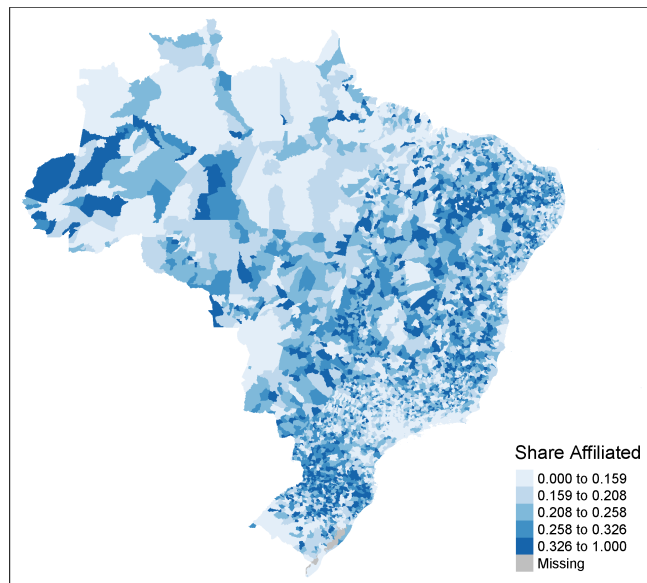 Share Affiliated
0.000 to 0.159
0.159 to 0.208
0.208 to 0.258
0.258 to 0.326
0.326 to 1.000
Missing